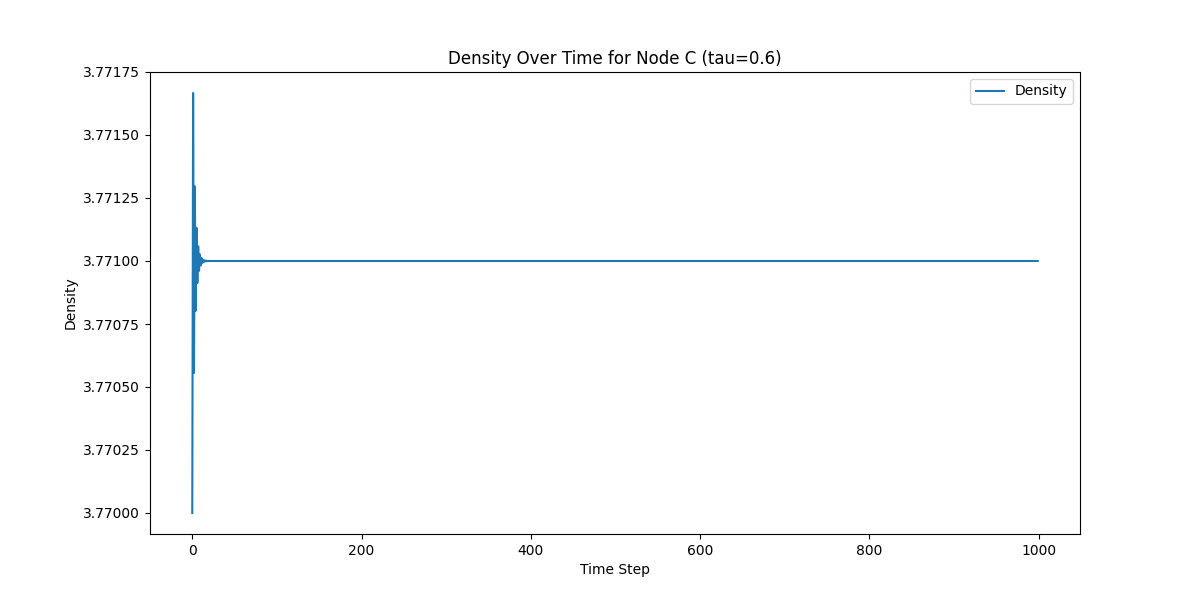 Density Over Time for Node C (tau=0.6)
Density
3.77175
3.77150
3.77125
3.77100
3.77075
3.77050
3.77025
3.77000
Density
0 200 400 600 800 1000
Time Step